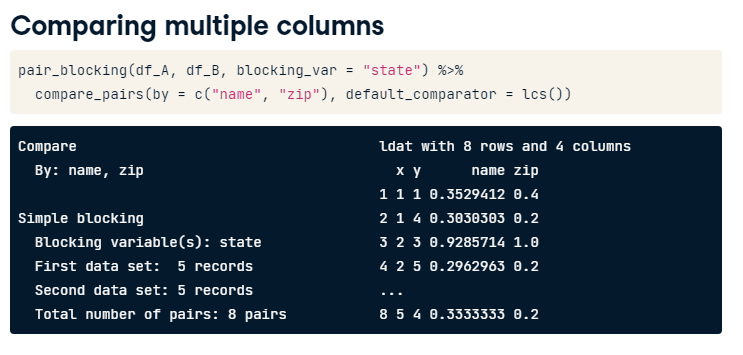 Comparing multiple columns
pair_blocking(df_A, df_B, blocking_var = "state") %>%
  compare_pairs(by = c("name", "zip"), default_comparator = lcs())
Compare
  By: name, zip

Simple blocking
  Blocking variable(s): state
  First data set:  5 records
  Second data set: 5 records
  Total number of pairs: 8 pairs
ldat with 8 rows and 4 columns
  x y      name zip
1 1 1 0.3529412 0.4
2 1 4 0.3030303 0.2
3 2 3 0.9285714 1.0
4 2 5 0.2962963 0.2
...
8 5 4 0.3333333 0.2